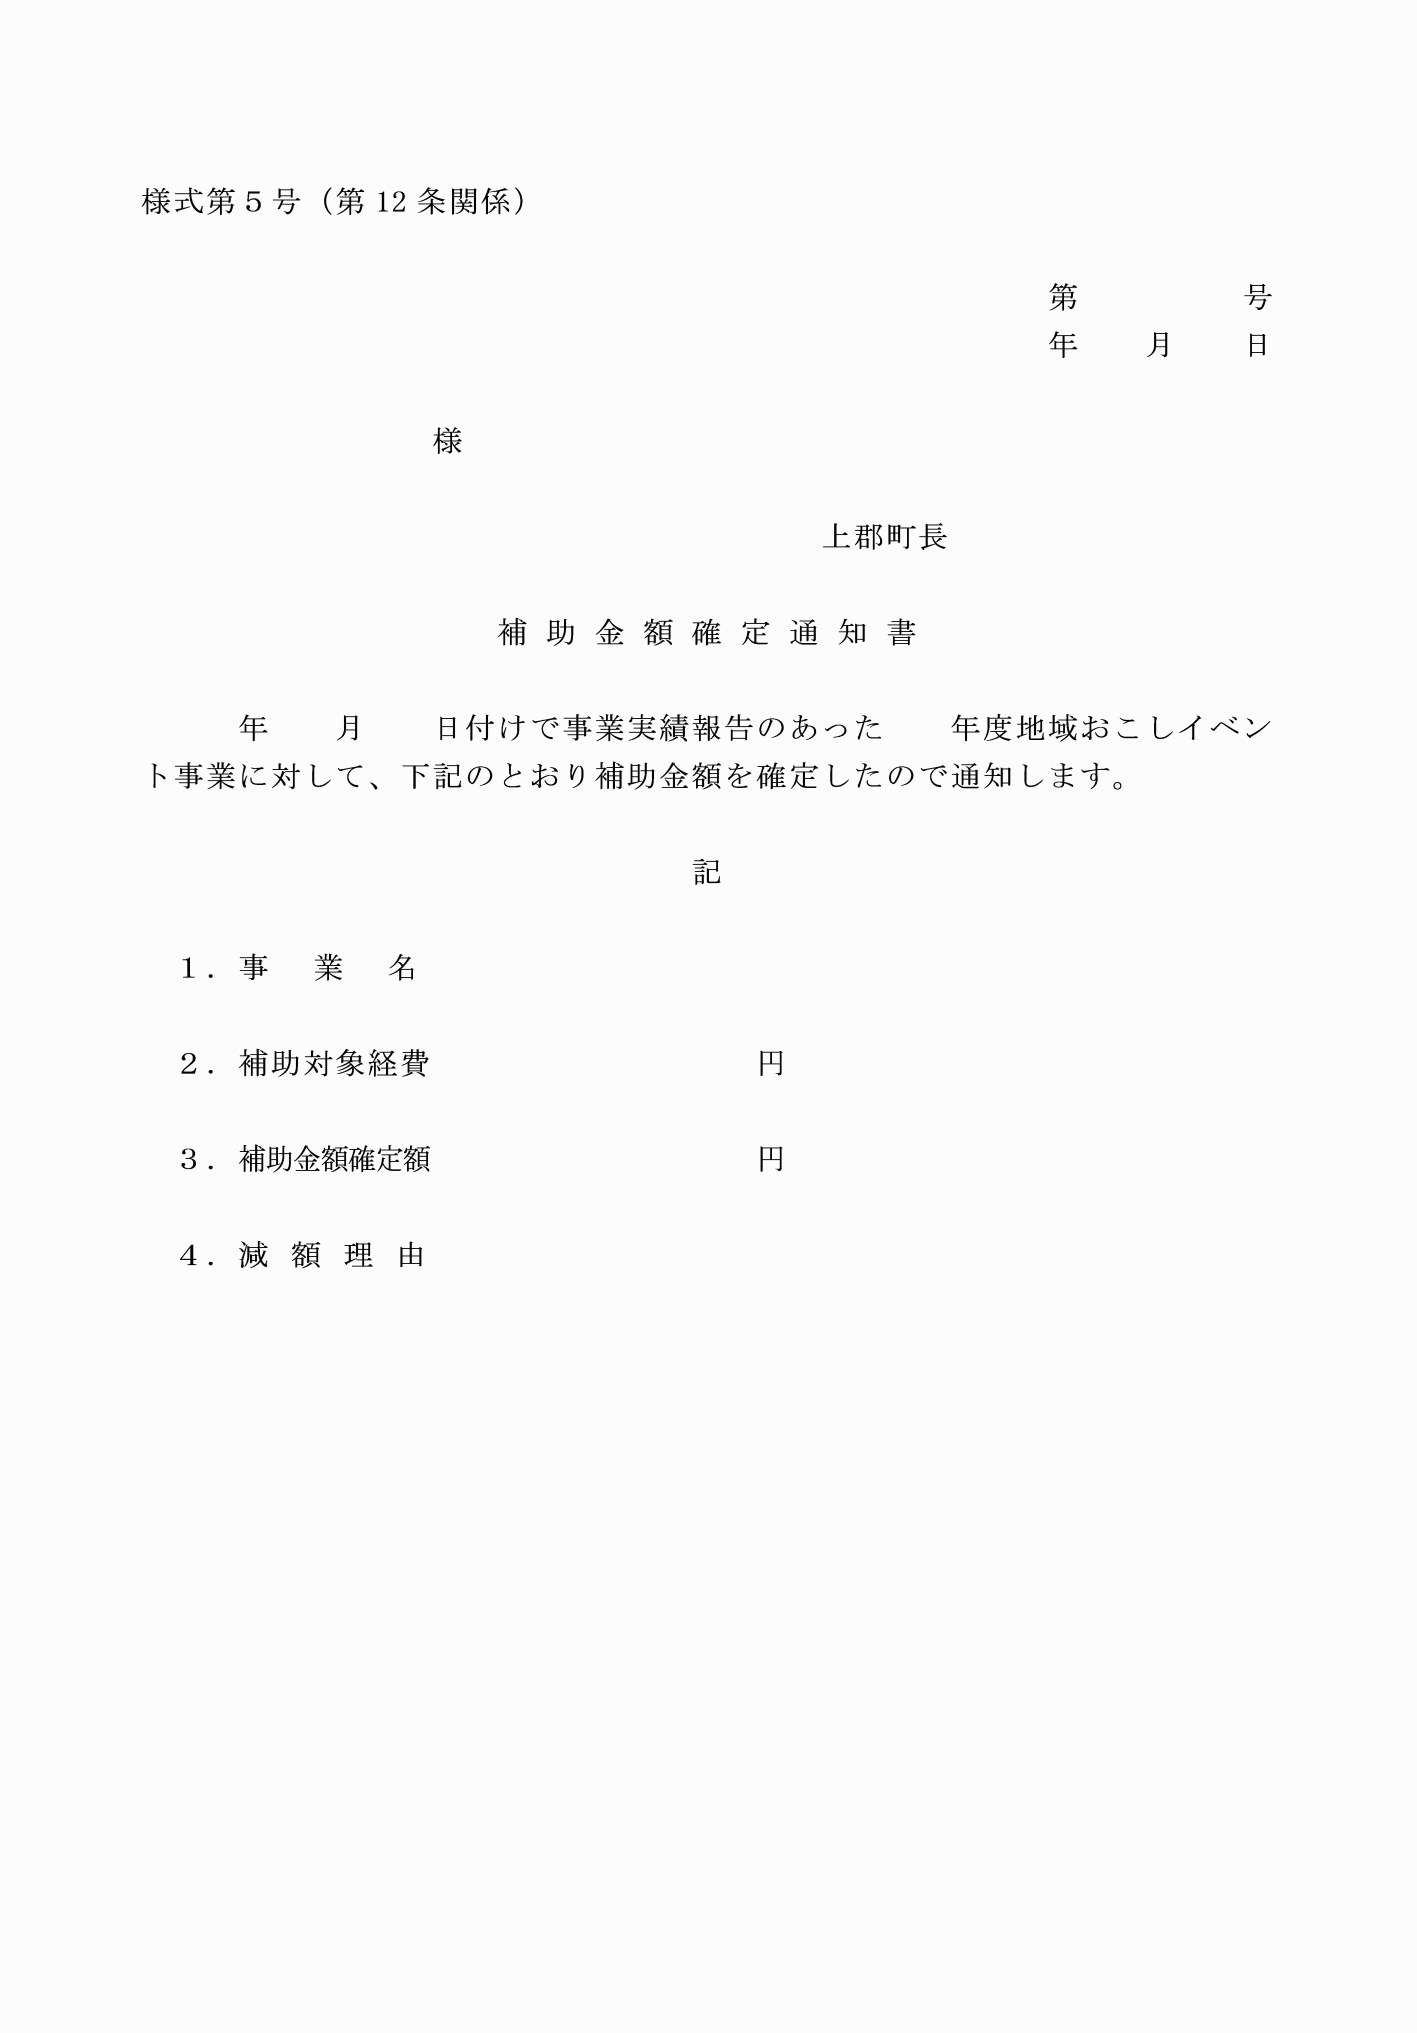 様式第５号（第 12 条関係）
第　　　　　号
年　　月　　日
様
上郡町長
補 助 金 額 確 定 通 知 書
年　　月　　日付けで事業実績報告のあった　　年度地域おこしイベン
ト事業に対して、下記のとおり補助金額を確定したので通知します。
記
１．事　業　名
２．補助対象経費　　　　　　　　　　円
３．補助金額確定額　　　　　　　　　　円
４．減 額 理 由